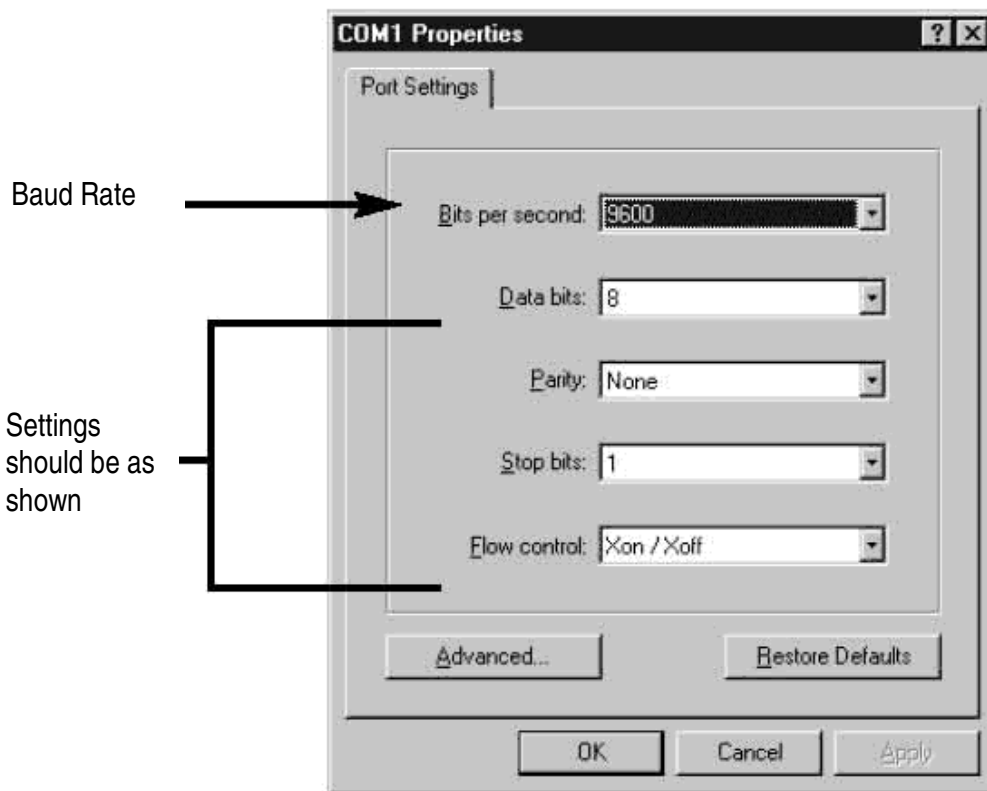 COM1 Properties
Port Settings
Baud Rate
Bits per second: 9600
Data bits: 8
Parity: None
Settings
should be as
shown
Stop bits: 1
Flow control: Xon / Xoff
Advanced...
Restore Defaults
OK
Cancel
Apply